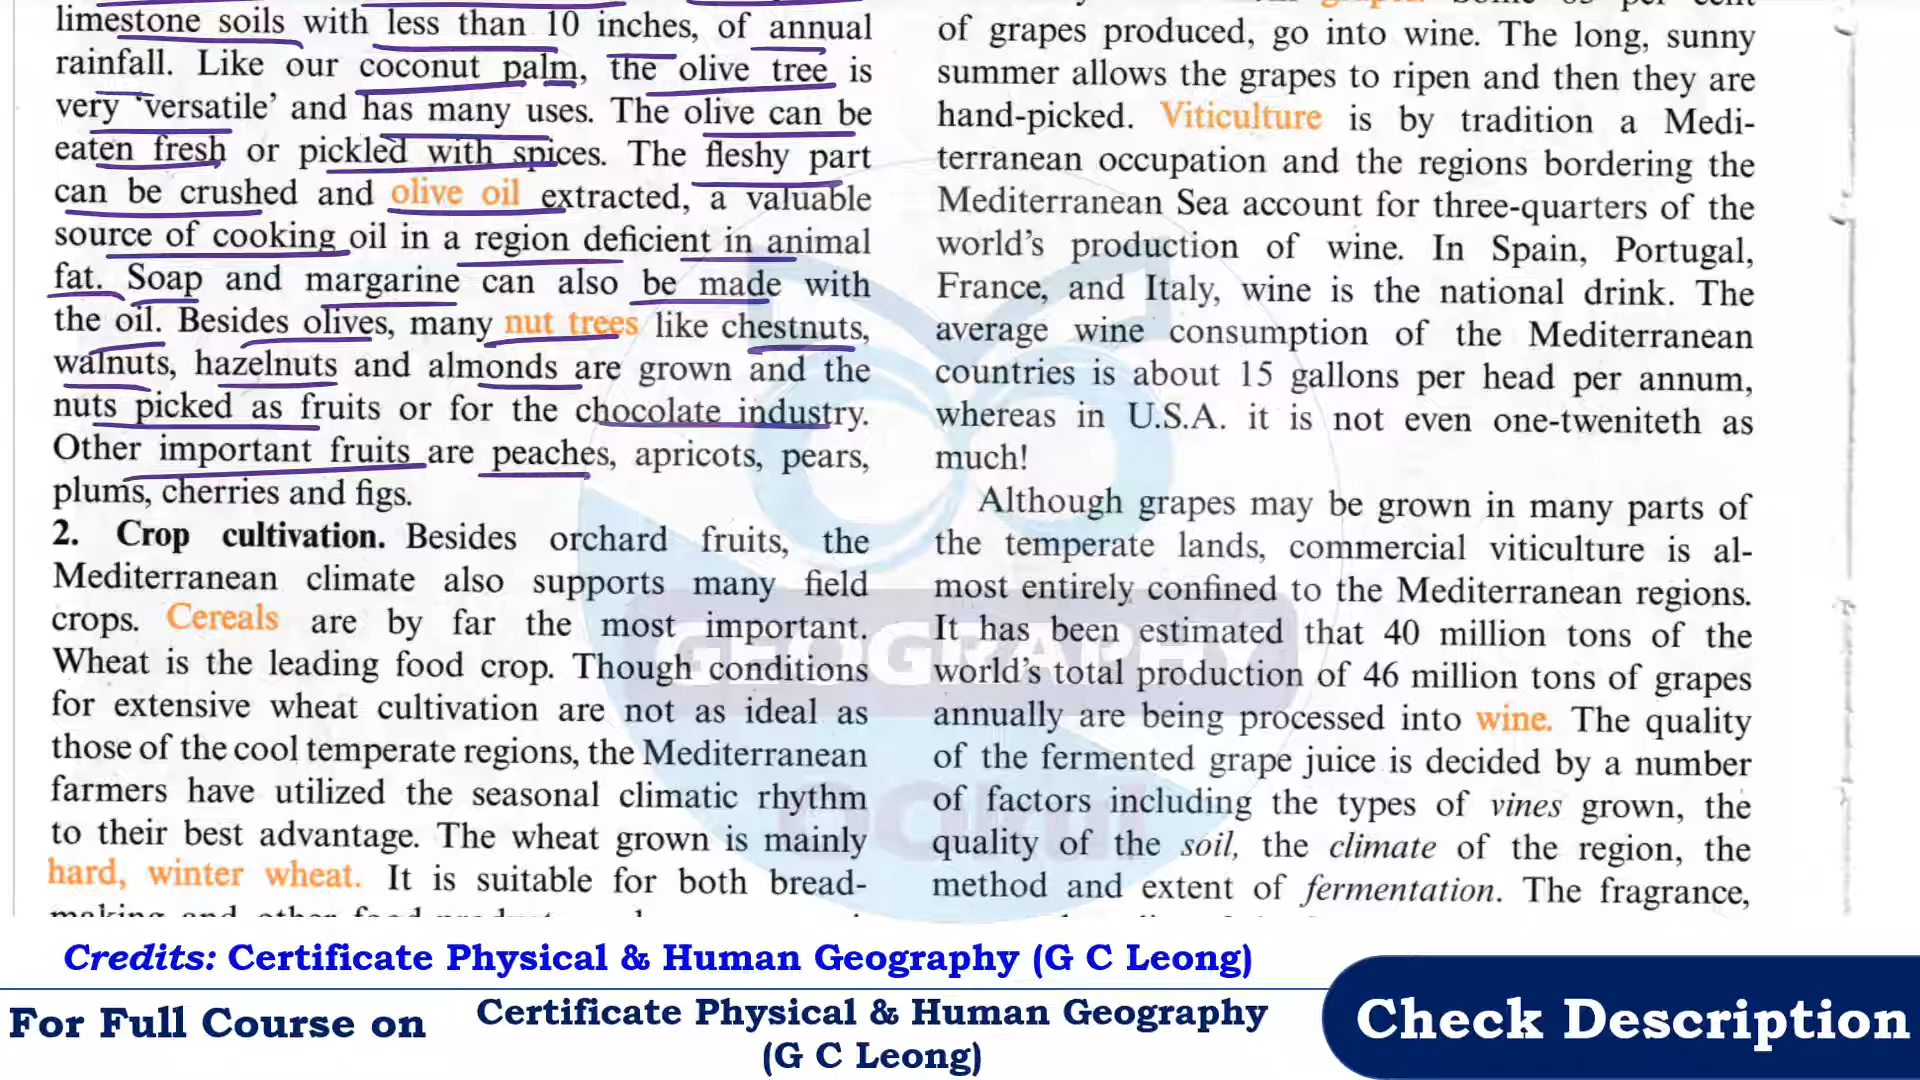 limestone soils with less than 10 inches, of annual
rainfall. Like our coconut palm, the olive tree is
very 'versatile' and has many uses. The olive can be
eaten fresh or pickled with spices. The fleshy part
can be crushed and olive oil extracted, a valuable
source of cooking oil in a region deficient in animal
fat. Soap and margarine can also be made with
the oil. Besides olives, many nut trees like chestnuts,
walnuts, hazelnuts and almonds are grown and the
nuts picked as fruits or for the chocolate industry.
Other important fruits are peaches, apricots, pears,
plums, cherries and figs.
2. Crop cultivation. Besides orchard fruits, the
Mediterranean climate also supports many field
crops. Cereals are by far the most important.
Wheat is the leading food crop. Though conditions
for extensive wheat cultivation are not as ideal as
those of the cool temperate regions, the Mediterranean
farmers have utilized the seasonal climatic rhythm
to their best advantage. The wheat grown is mainly
hard, winter wheat. It is suitable for both bread-
of grapes produced, go into wine. The long, sunny
summer allows the grapes to ripen and then they are
hand-picked. Viticulture is by tradition a Medi-
terranean occupation and the regions bordering the
Mediterranean Sea account for three-quarters of the
world's production of wine. In Spain, Portugal,
France, and Italy, wine is the national drink. The
average wine consumption of the Mediterranean
countries is about 15 gallons per head per annum,
whereas in U.S.A. it is not even one-tweniteth as
much!
Although grapes may be grown in many parts of
the temperate lands, commercial viticulture is al-
most entirely confined to the Mediterranean regions.
It has been estimated that 40 million tons of the
world's total production of 46 million tons of grapes
annually are being processed into wine. The quality
of the fermented grape juice is decided by a number
of factors including the types of vines grown, the
quality of the soil, the climate of the region, the
method and extent of fermentation. The fragrance,
GEOGRAPHY
Credits: Certificate Physical & Human Geography (G C Leong)
For Full Course on
Certificate Physical & Human Geography
(G C Leong)
Check Description